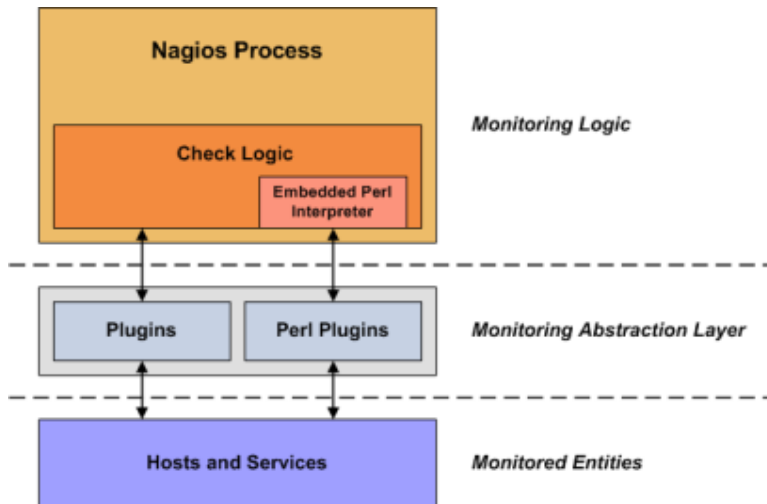 Nagios Process
Monitoring Logic
Check Logic
Embedded Perl
Interpreter
Plugins
Perl Plugins
Monitoring Abstraction Layer
Hosts and Services
Monitored Entities